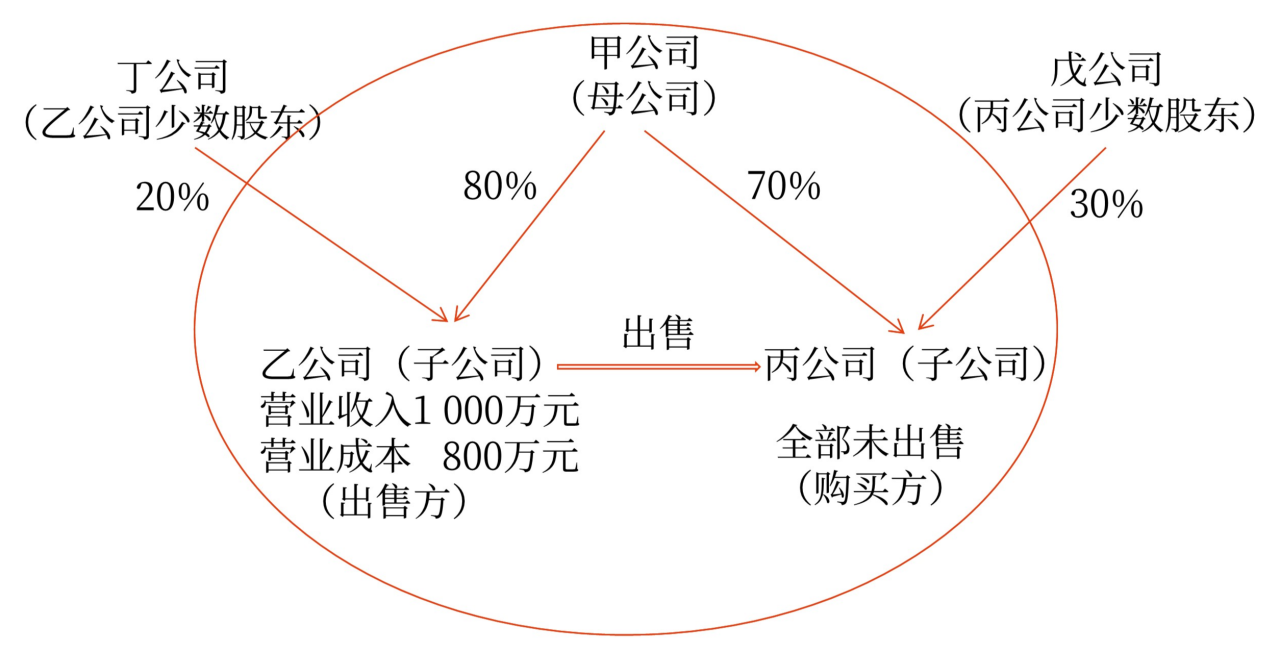 甲公司
（母公司）
丁公司
（乙公司少数股东）
戊公司
（丙公司少数股东）
20%
80%
70%
30%
出售
乙公司（子公司）
营业收入1 000万元
营业成本 800万元
（出售方）
丙公司（子公司）
全部未出售
（购买方）